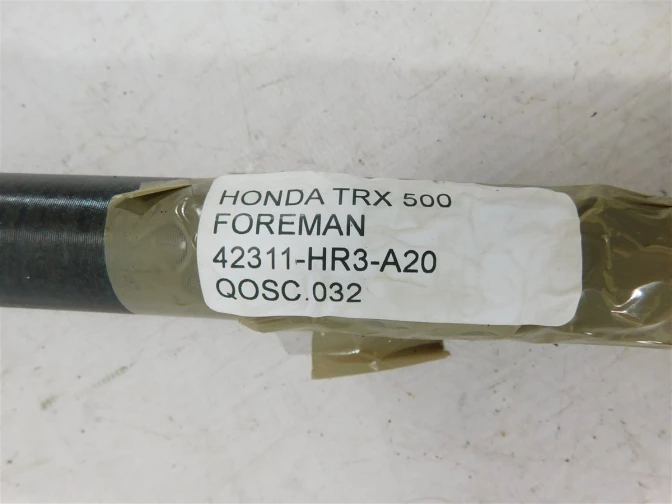 HONDA TRX 500
FOREMAN
42311-HR3-A20
QOSC.032